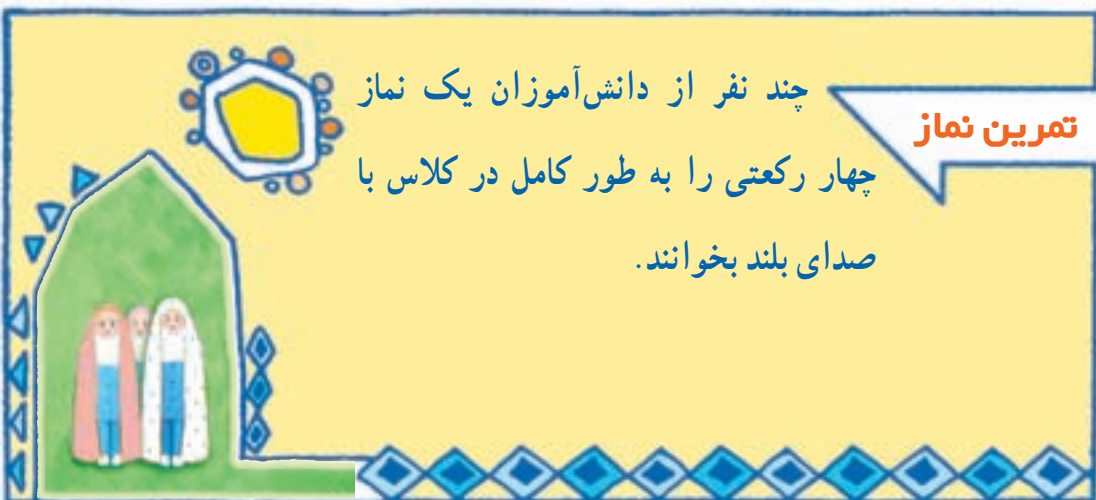 تمرین نماز
چند نفر از دانش‌آموزان یک نماز
چهار رکعتی را به طور کامل در کلاس با
صدای بلند بخوانند.